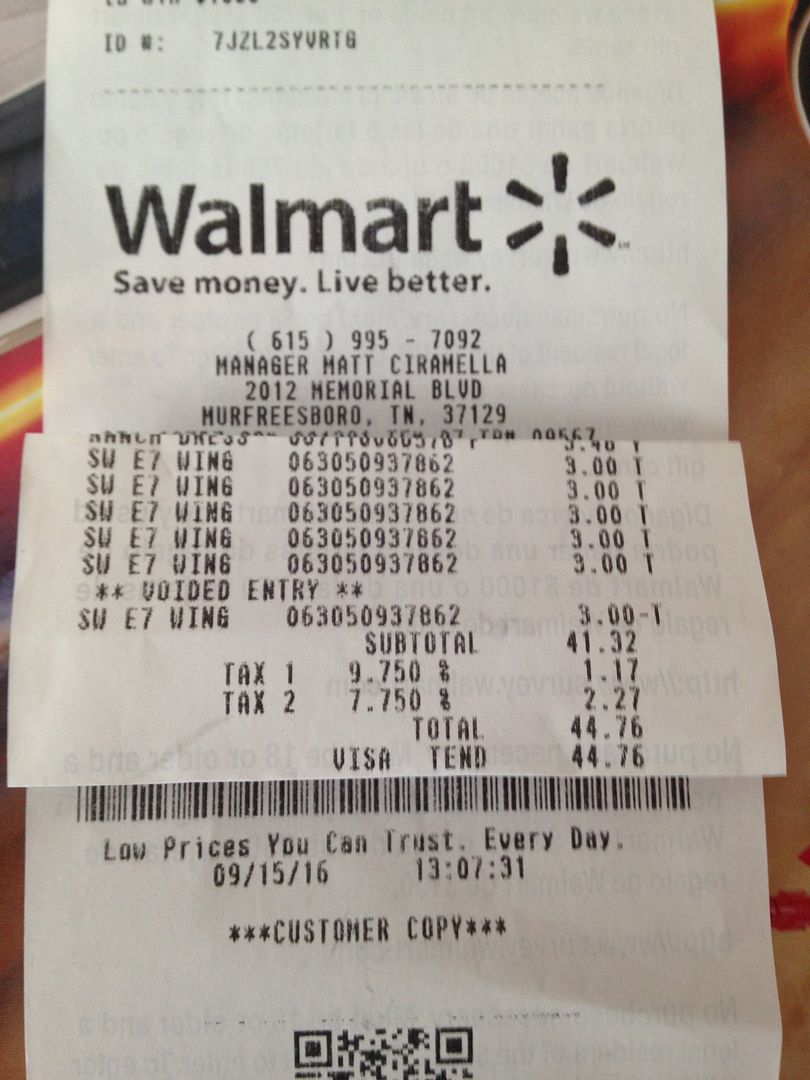 ID #: 7JZL2SYVRTG
Walmart
Save money. Live better.
( 615 ) 995 - 7092
MANAGER MATT CIRAMELLA
2012 MEMORIAL BLVD
MURFREESBORO, TN, 37129
SW E7 WING 063050937862 3.00 T
SW E7 WING 063050937862 3.00 T
SW E7 WING 063050937862 3.00 T
SW E7 WING 063050937862 3.00 T
SW E7 WING 063050937862 3.00 T
** VOIDED ENTRY **
SW E7 WING 063050937862 3.00-T
SUBTOTAL 41.32
TAX 1 9.750 % 1.17
TAX 2 7.750 % 2.27
TOTAL 44.76
VISA TEND 44.76
Low Prices You Can Trust. Every Day.
09/15/16 13:07:31
***CUSTOMER COPY***